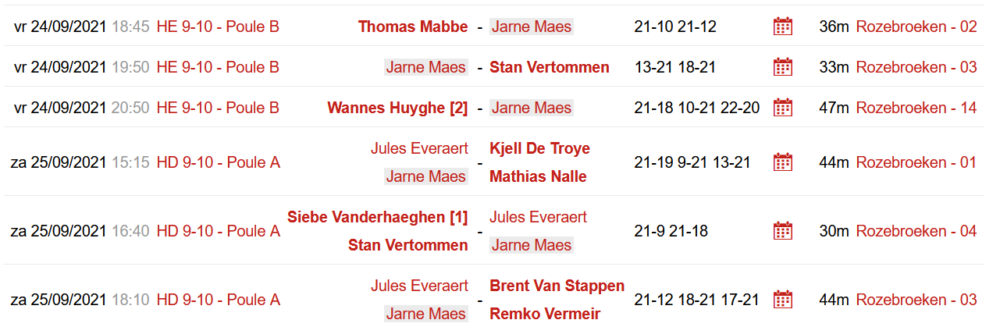 vr 24/09/2021 18:45 HE 9-10 - Poule B Thomas Mabbe - Jarne Maes 21-10 21-12 36m Rozebroeken - 02
vr 24/09/2021 19:50 HE 9-10 - Poule B Jarne Maes - Stan Vertommen 13-21 18-21 33m Rozebroeken - 03
vr 24/09/2021 20:50 HE 9-10 - Poule B Wannes Huyghe [2] - Jarne Maes 21-18 10-21 22-20 47m Rozebroeken - 14
Jules Everaert Kjell De Troye
za 25/09/2021 15:15 HD 9-10 - Poule A - 21-19 9-21 13-21 44m Rozebroeken - 01
Jarne Maes Mathias Nalle
Siebe Vanderhaeghen [1] Jules Everaert
za 25/09/2021 16:40 HD 9-10 - Poule A - 21-9 21-18 30m Rozebroeken - 04
Stan Vertommen Jarne Maes
Jules Everaert Brent Van Stappen
za 25/09/2021 18:10 HD 9-10 - Poule A - 21-12 18-21 17-21 44m Rozebroeken - 03
Jarne Maes Remko Vermeir